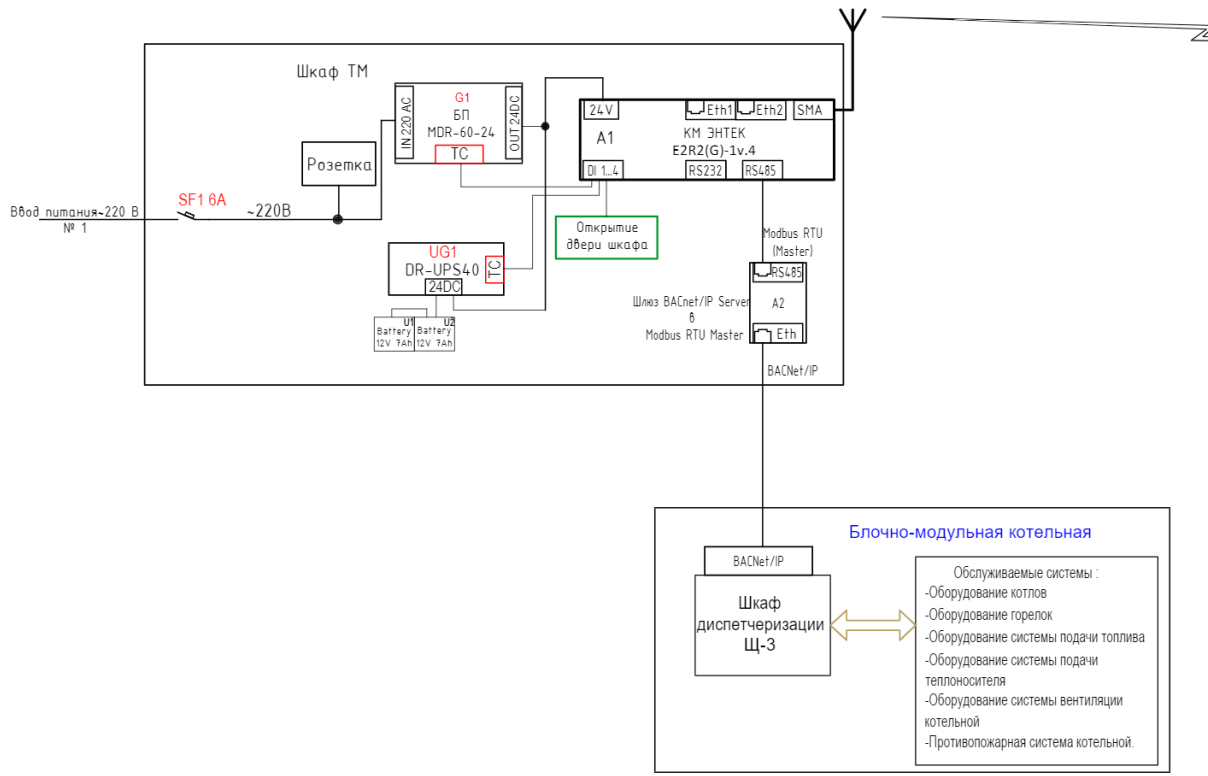 Шкаф ТМ
IN 220 AC
G1
БП
MDR-60-24
TC
OUT 24DC
24V
Eth1
Eth2
SMA
A1
КМ ЭНТЕК
E2R2(G)-1v.4
DI 1...4
RS232
RS485
Розетка
SF1 6A
Ввод питания~220 В
№ 1
~220В
Открытие
двери шкафа
UG1
DR-UPS40
TC
24DC
U1
Battery
12V 7Ah
U2
Battery
12V 7Ah
Modbus RTU
(Master)
RS485
A2
Eth
Шлюз BACnet/IP Server
в
Modbus RTU Master
BACNet/IP
Блочно-модульная котельная
BACNet/IP
Шкаф
диспетчеризации
Щ-3
Обслуживаемые системы :
-Оборудование котлов
-Оборудование горелок
-Оборудование системы подачи топлива
-Оборудование системы подачи
теплоносителя
-Оборудование системы вентиляции
котельной
-Противопожарная система котельной.